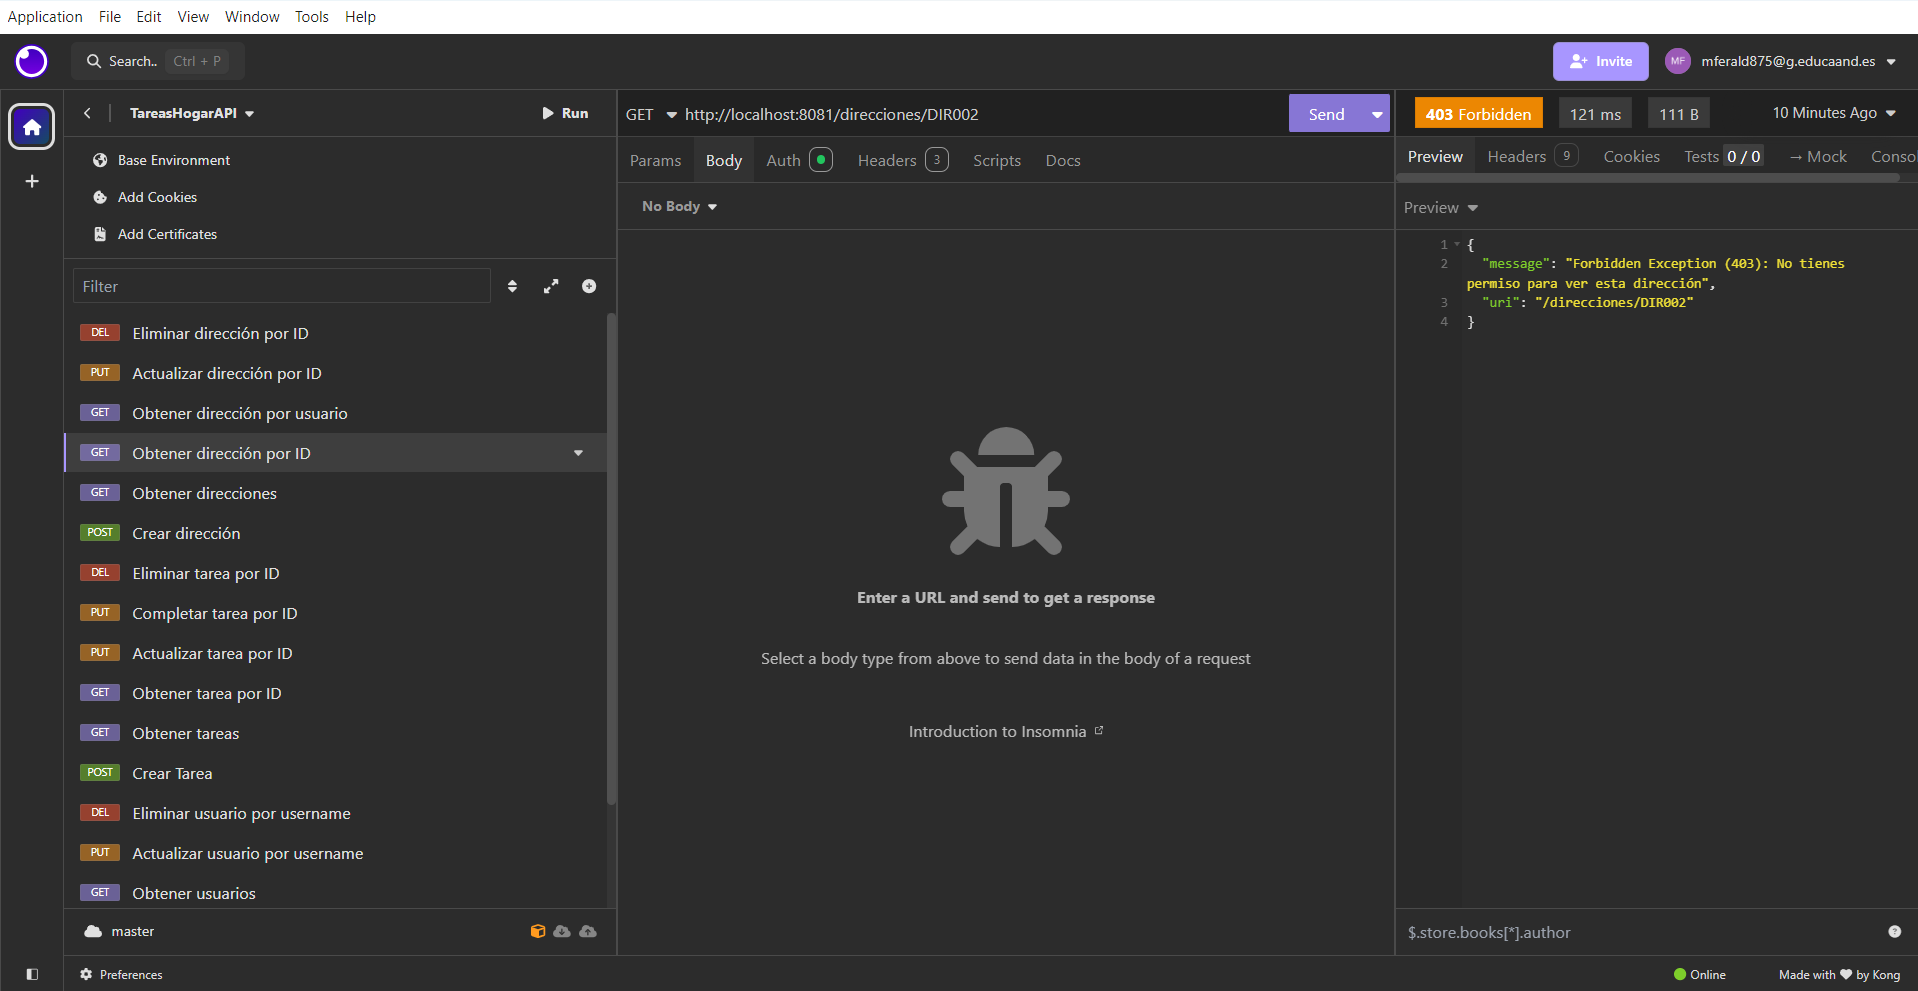 Application File Edit View Window Tools Help
Search.. Ctrl + P
Invite
MF mferald875@g.educaand.es
TareasHogarAPI
Run
Base Environment
Add Cookies
Add Certificates
Filter
DEL Eliminar dirección por ID
PUT Actualizar dirección por ID
GET Obtener dirección por usuario
GET Obtener dirección por ID
GET Obtener direcciones
POST Crear dirección
DEL Eliminar tarea por ID
PUT Completar tarea por ID
PUT Actualizar tarea por ID
GET Obtener tarea por ID
GET Obtener tareas
POST Crear Tarea
DEL Eliminar usuario por username
PUT Actualizar usuario por username
GET Obtener usuarios
master
Preferences
GET http://localhost:8081/direcciones/DIR002
Send
Params Body Auth Headers 3 Scripts Docs
No Body
Enter a URL and send to get a response
Select a body type from above to send data in the body of a request
Introduction to Insomnia
403 Forbidden 121 ms 111 B 10 Minutes Ago
Preview Headers 9 Cookies Tests 0 / 0 → Mock Conso
Preview
1 {
2 "message": "Forbidden Exception (403): No tienes
permiso para ver esta dirección",
3 "uri": "/direcciones/DIR002"
4 }
$.store.books[*].author
?
Online
Made with ♥ by Kong